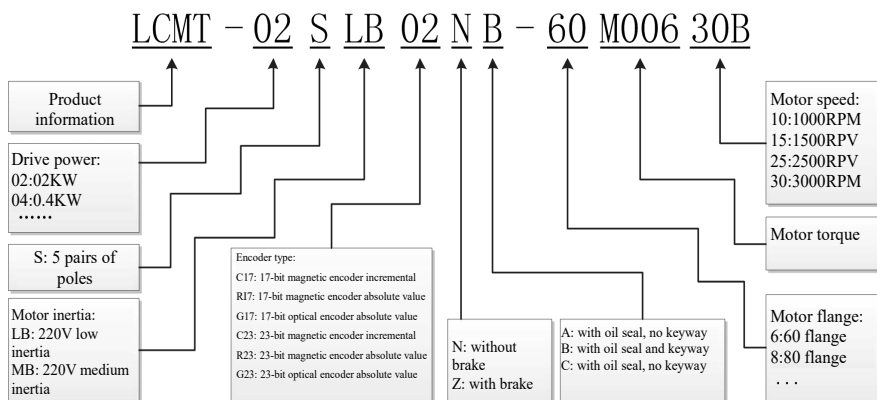 LCMT-02 S LB 02 N B-60 M006 30B
Product
information
Drive power:
02:02KW
04:0.4KW
······
S: 5 pairs of
poles
Motor inertia:
LB: 220V low
inertia
MB: 220V medium
inertia
Encoder type:
C17: 17-bit magnetic encoder incremental
RI7: 17-bit magnetic encoder absolute value
G17: 17-bit optical encoder absolute value
C23: 23-bit magnetic encoder incremental
R23: 23-bit magnetic encoder absolute value
G23: 23-bit optical encoder absolute value
N: without
brake
Z: with brake
A: with oil seal, no keyway
B: with oil seal and keyway
C: with oil seal, no keyway
Motor speed:
10:1000RPM
15:1500RPV
25:2500RPV
30:3000RPM
Motor torque
Motor flange:
6:60 flange
8:80 flange
...